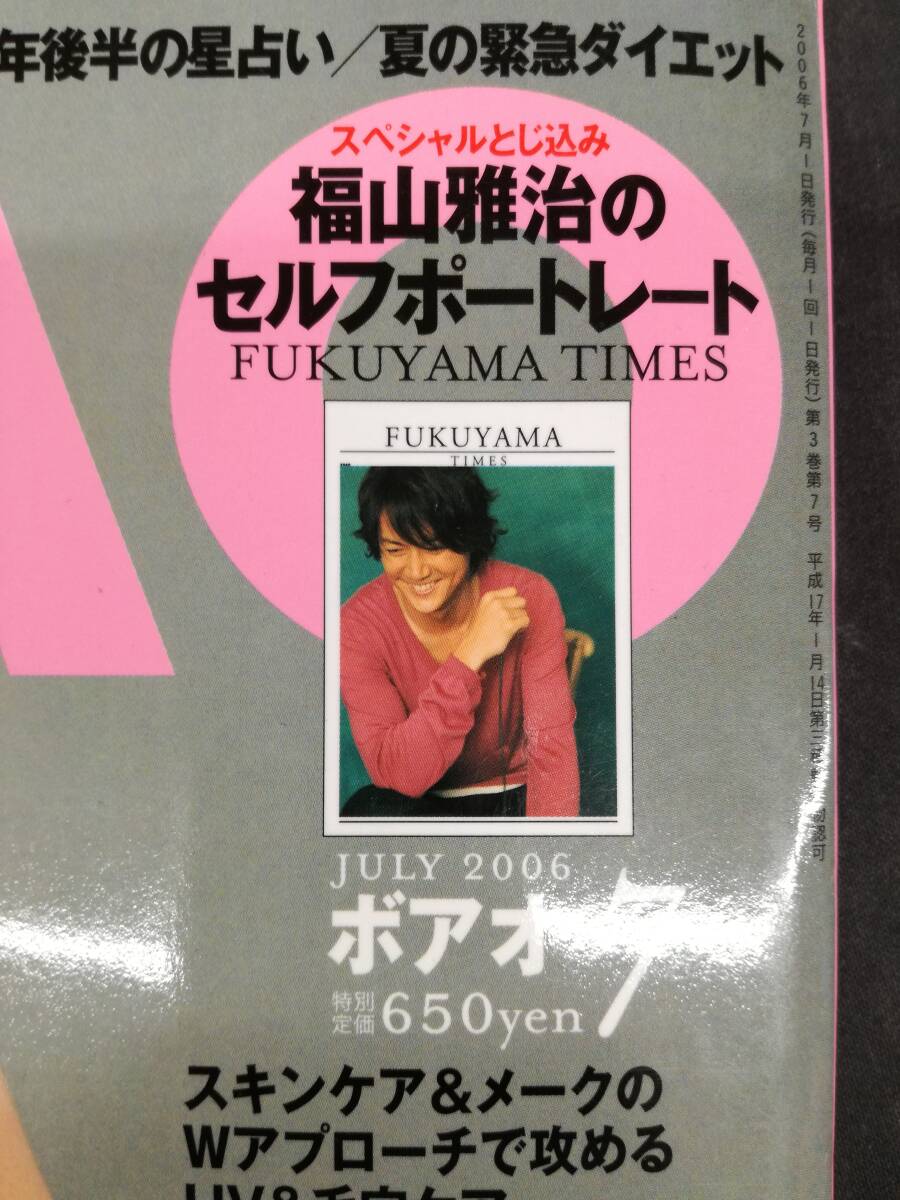 年後半の星占い/夏の緊急ダイエット
スペシャルとじ込み
福山雅治の
セルフポートレート
FUKUYAMA TIMES
FUKUYAMA
TIMES
JULY 2006
ボアオ 7
特別
定価 650yen
スキンケア&メークの
Wアプローチで攻める
UV&毛穴ケア
2006年7月1日発行(毎月1回1日発行)第3巻第7号 平成17年1月14日第三種郵便物認可